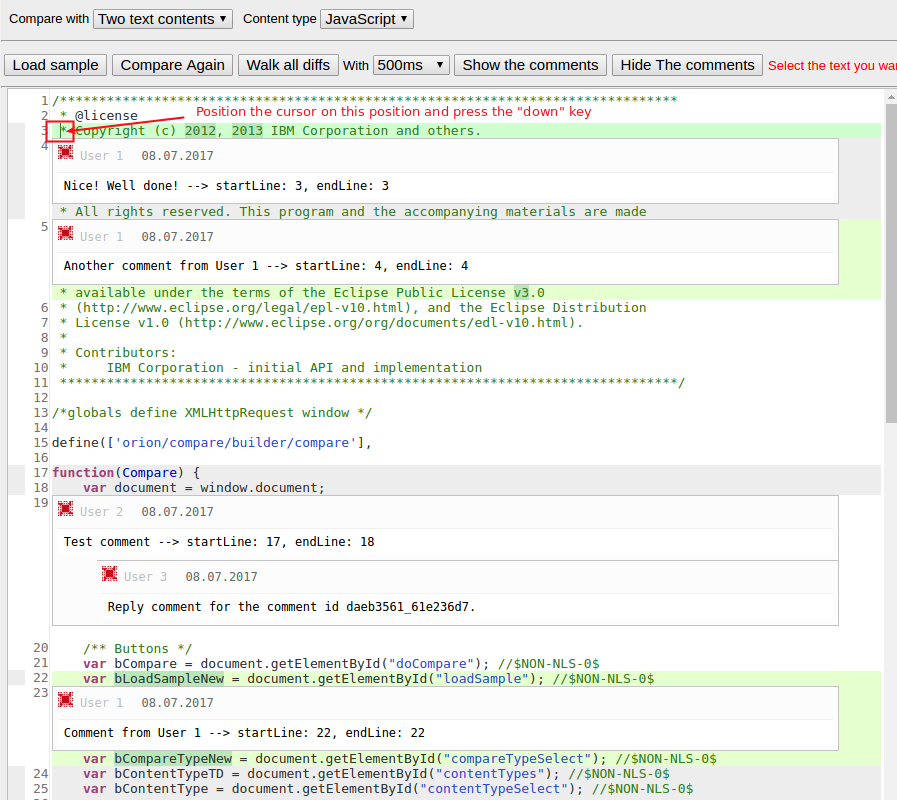 Compare with Two text contents ▼ Content type JavaScript ▼
Load sample Compare Again Walk all diffs With 500ms ▼ Show the comments Hide The comments Select the text you
1 /*******************************************************************************
Position the cursor on this position and press the "down" key
2 * @license
3 * Copyright (c) 2012, 2013 IBM Corporation and others.
4
User 1 08.07.2017
Nice! Well done! --> startLine: 3, endLine: 3
* All rights reserved. This program and the accompanying materials are made
5
User 1 08.07.2017
Another comment from User 1 --> startLine: 4, endLine: 4
* available under the terms of the Eclipse Public License v3.0
6 * (http://www.eclipse.org/legal/epl-v10.html), and the Eclipse Distribution
7 * License v1.0 (http://www.eclipse.org/org/documents/edl-v10.html).
8 *
9 * Contributors:
10 *     IBM Corporation - initial API and implementation
11 *******************************************************************************/
12
13 /*globals define XMLHttpRequest window */
14
15 define(['orion/compare/builder/compare'],
16
17 function(Compare) {
18     var document = window.document;
19
User 2 08.07.2017
Test comment --> startLine: 17, endLine: 18
User 3 08.07.2017
Reply comment for the comment id daeb3561_61e236d7.
20     /** Buttons */
21     var bCompare = document.getElementById("doCompare"); //$NON-NLS-0$
22     var bLoadSampleNew = document.getElementById("loadSample"); //$NON-NLS-0$
23
User 1 08.07.2017
Comment from User 1 --> startLine: 22, endLine: 22
var bCompareTypeNew = document.getElementById("compareTypeSelect"); //$NON-NLS-0$
24     var bContentTypeTD = document.getElementById("contentTypes"); //$NON-NLS-0$
25     var bContentType = document.getElementById("contentTypeSelect"); //$NON-NLS-0$